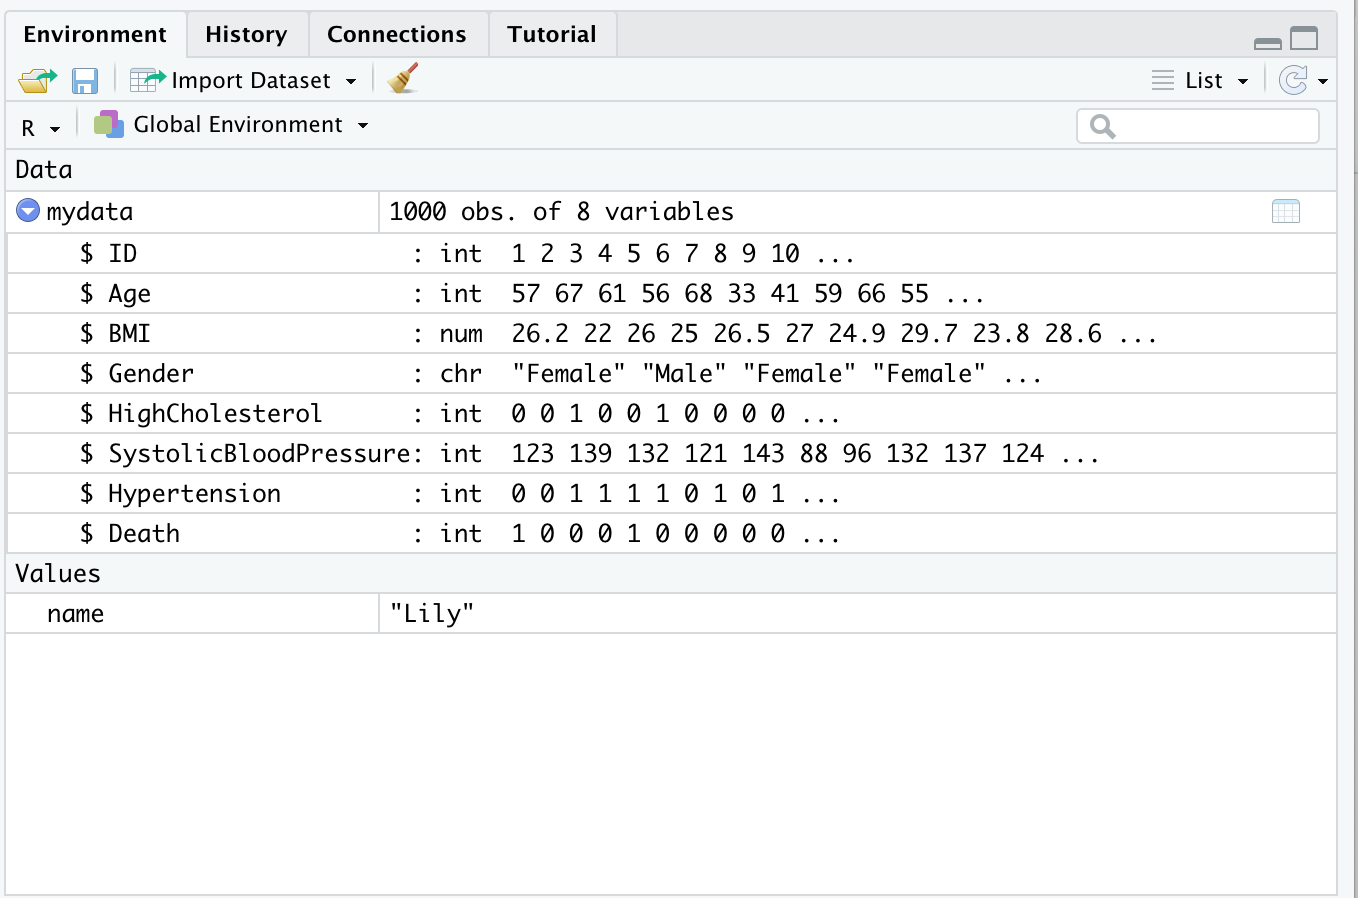 Environment History Connections Tutorial
Import Dataset List
R Global Environment
Data
mydata 1000 obs. of 8 variables
$ ID : int 1 2 3 4 5 6 7 8 9 10 ...
$ Age : int 57 67 61 56 68 33 41 59 66 55 ...
$ BMI : num 26.2 22 26 25 26.5 27 24.9 29.7 23.8 28.6 ...
$ Gender : chr "Female" "Male" "Female" "Female" ...
$ HighCholesterol : int 0 0 1 0 0 1 0 0 0 0 ...
$ SystolicBloodPressure: int 123 139 132 121 143 88 96 132 137 124 ...
$ Hypertension : int 0 0 1 1 1 1 0 1 0 1 ...
$ Death : int 1 0 0 0 1 0 0 0 0 0 ...
Values
name "Lily"